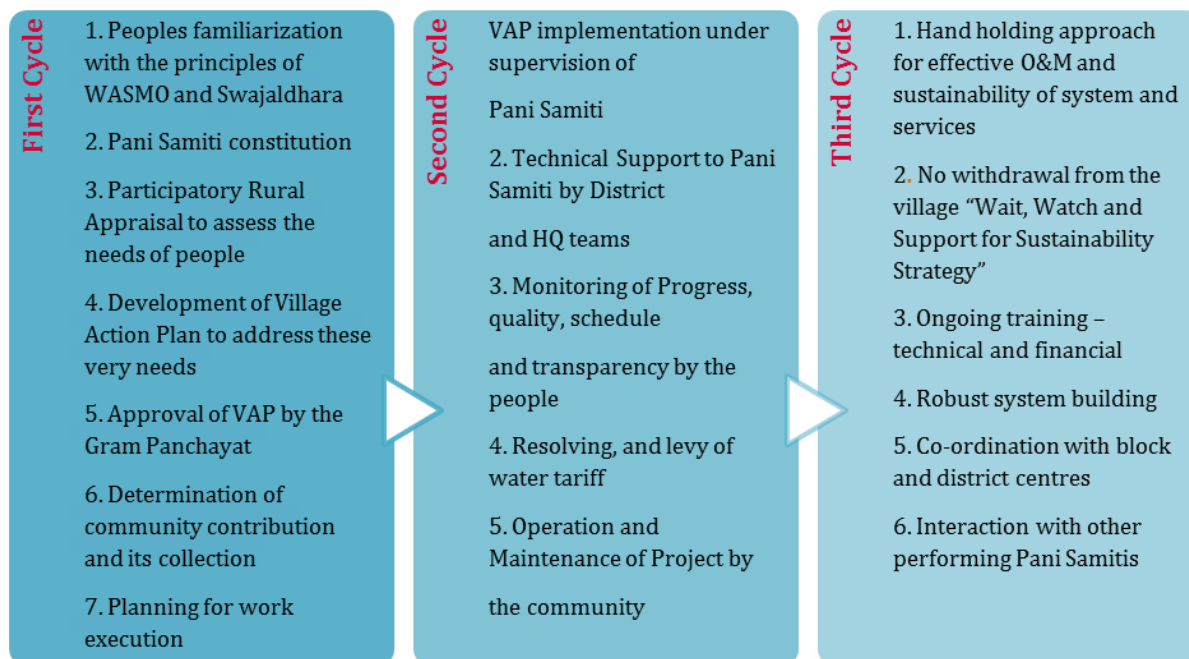 First Cycle
1. Peoples familiarization
with the principles of
WASMO and Swajaldhara
2. Pani Samiti constitution
3. Participatory Rural
Appraisal to assess the
needs of people
4. Development of Village
Action Plan to address these
very needs
5. Approval of VAP by the
Gram Panchayat
6. Determination of
community contribution
and its collection
7. Planning for work
execution
Second Cycle
VAP implementation under
supervision of
Pani Samiti
2. Technical Support to Pani
Samiti by District
and HQ teams
3. Monitoring of Progress,
quality, schedule
and transparency by the
people
4. Resolving, and levy of
water tariff
5. Operation and
Maintenance of Project by
the community
Third Cycle
1. Hand holding approach
for effective O&M and
sustainability of system and
services
2. No withdrawal from the
village “Wait, Watch and
Support for Sustainability
Strategy”
3. Ongoing training –
technical and financial
4. Robust system building
5. Co-ordination with block
and district centres
6. Interaction with other
performing Pani Samitis